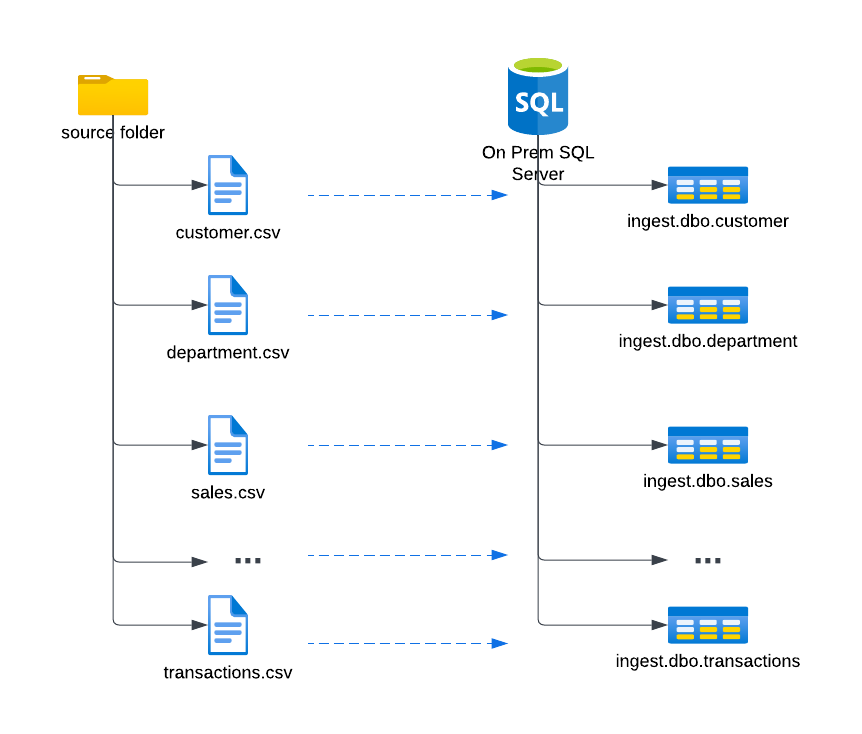 SQL
source folder
On Prem SQL
Server
customer.csv
ingest.dbo.customer
department.csv
ingest.dbo.department
sales.csv
ingest.dbo.sales
...
...
transactions.csv
ingest.dbo.transactions